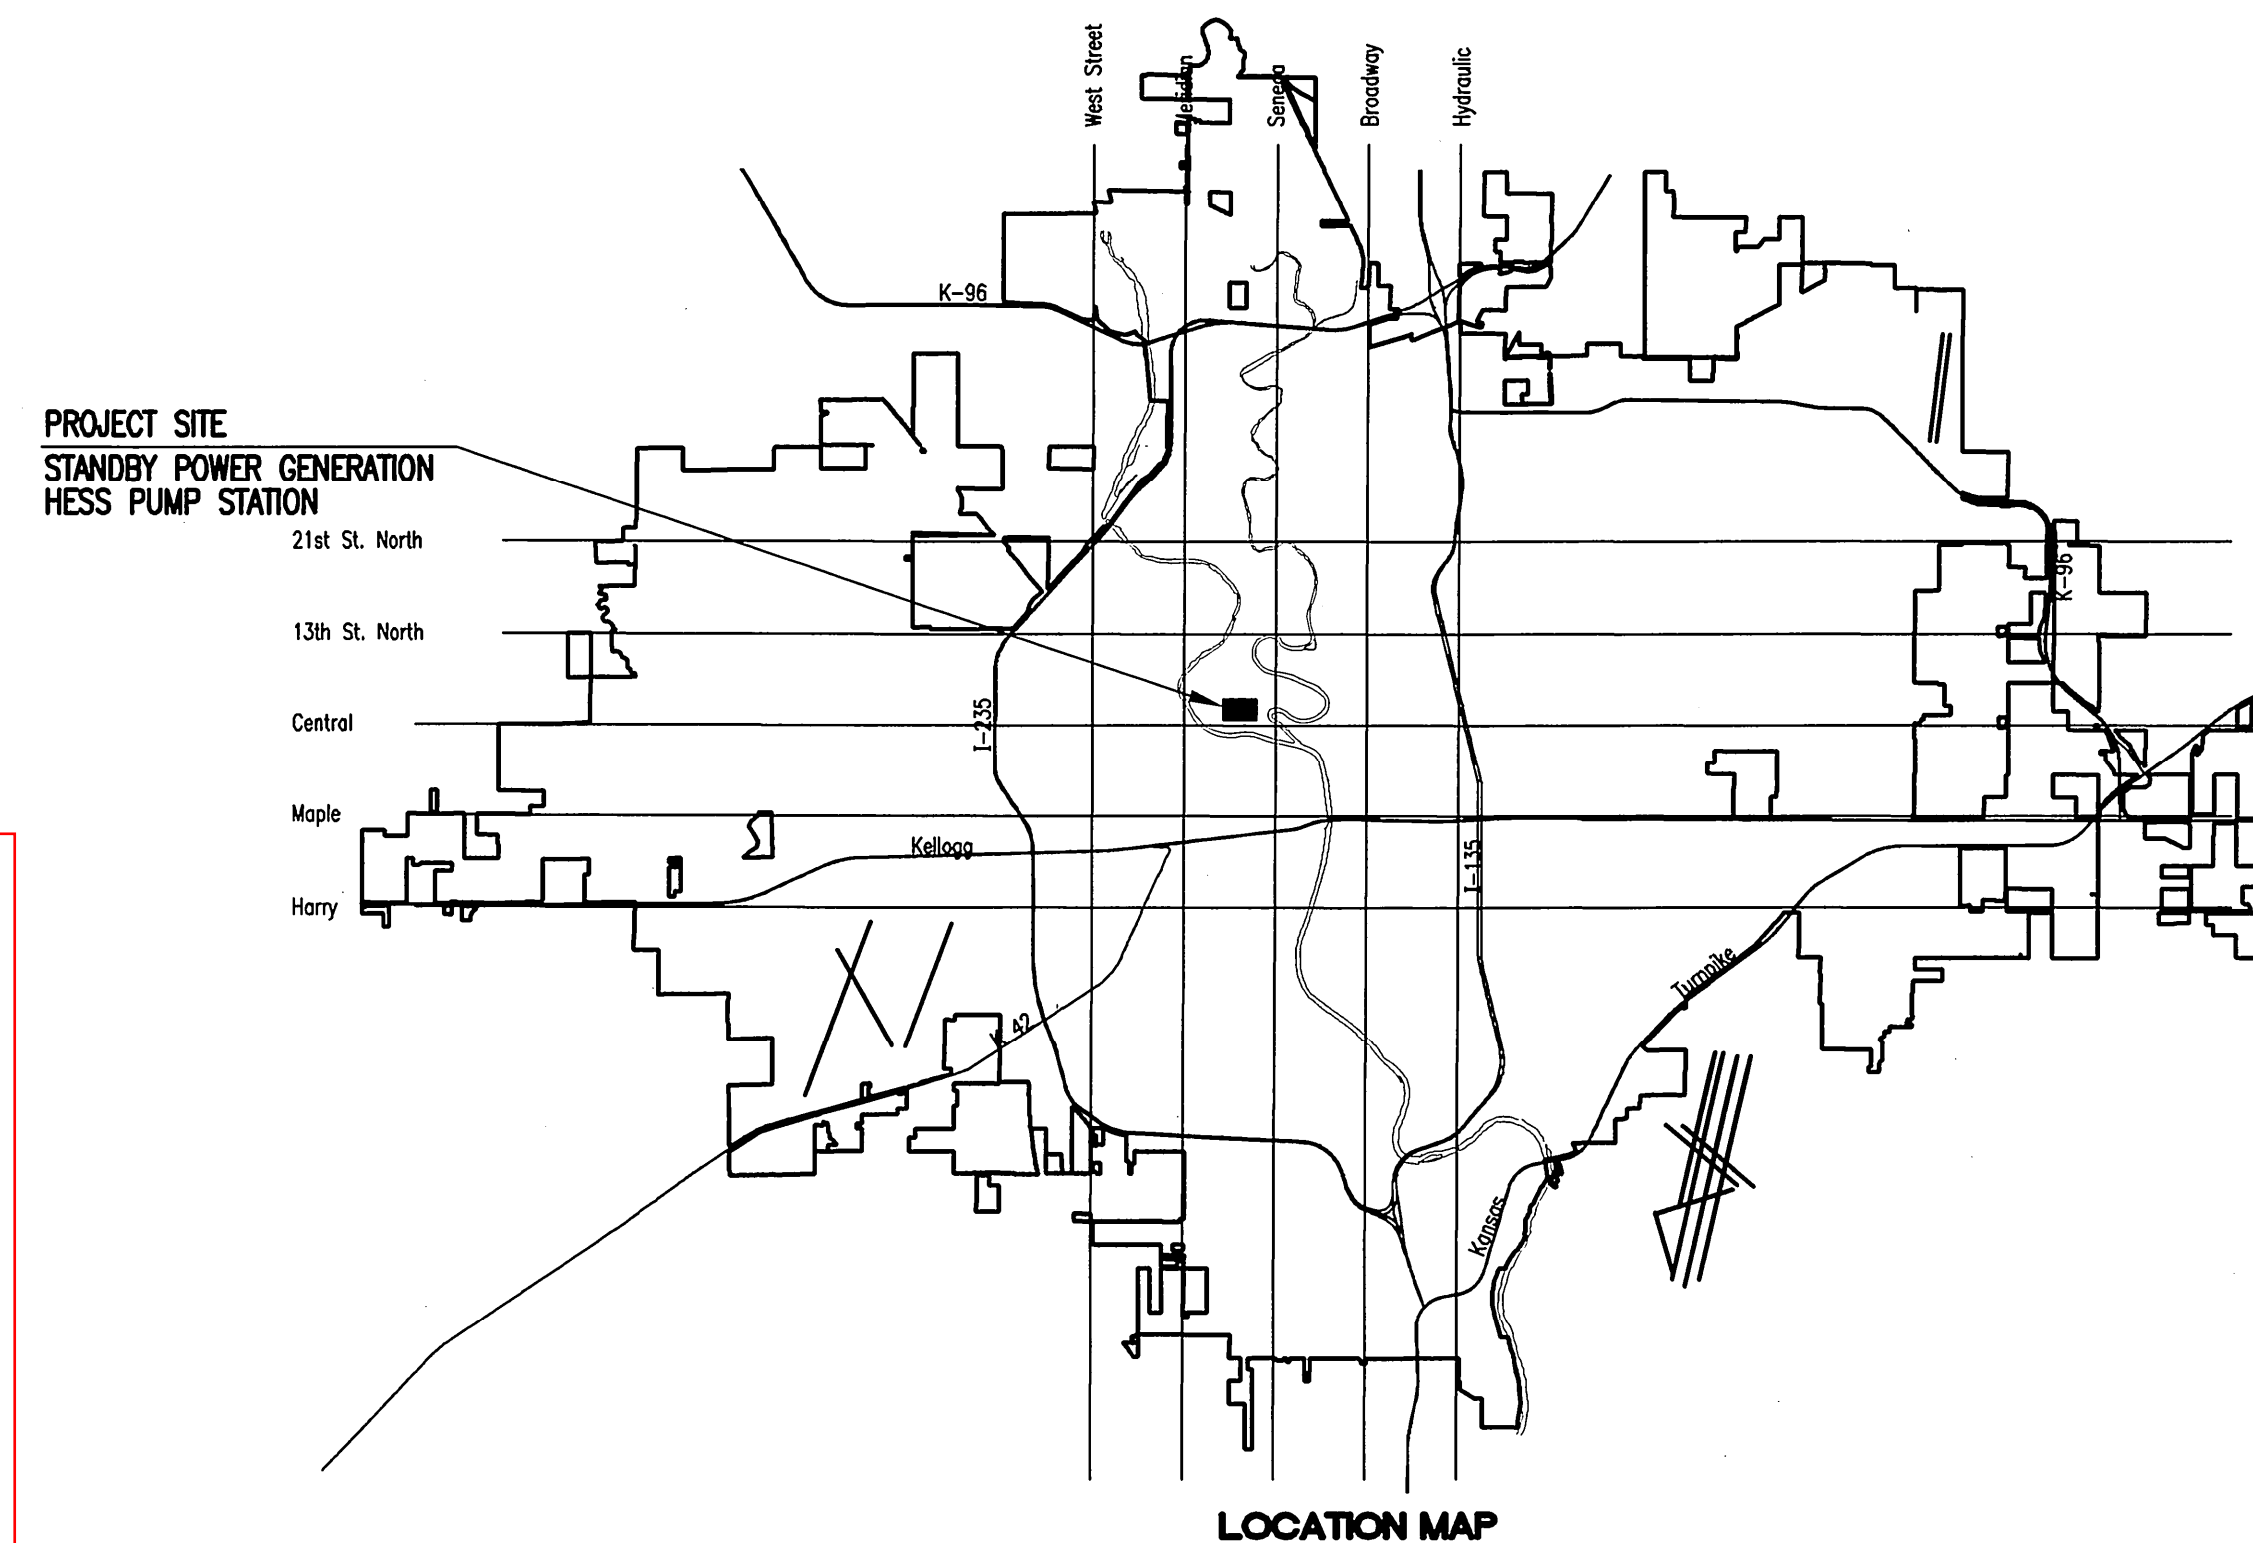 West Street
Meridian
Seneca
Broadway
Hydraulic
K-96
PROJECT SITE
STANDBY POWER GENERATION
HESS PUMP STATION
21st St. North
K-96
13th St. North
I-235
Central
Maple
Kellogg
I-135
Harry
Turnpike
K-42
Kansas
LOCATION MAP